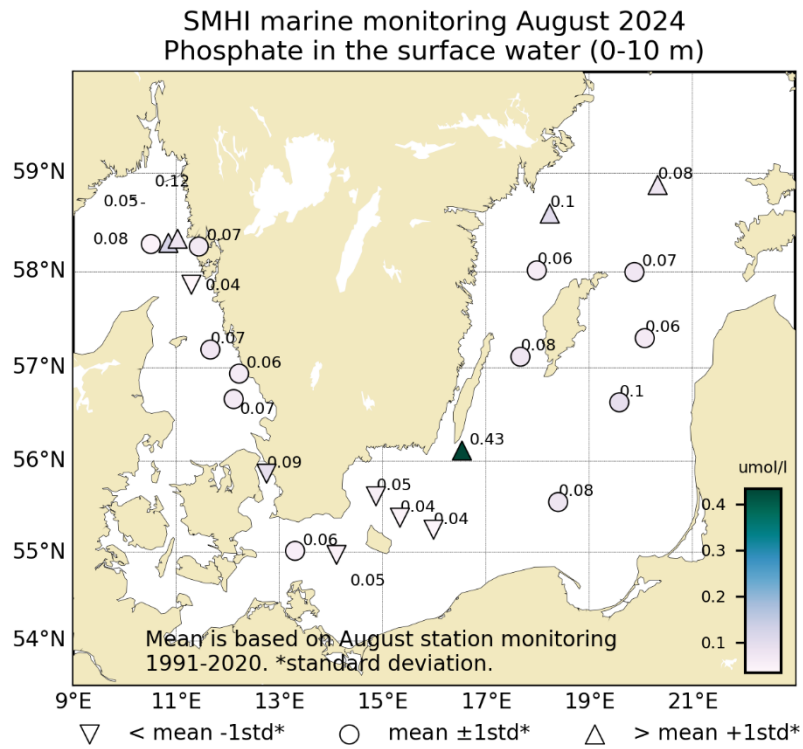 SMHI marine monitoring August 2024
Phosphate in the surface water (0-10 m)
59°N
58°N
57°N
56°N
55°N
54°N
0.12
0.05-
0.08
0.07
0.04
0.07
0.06
0.07
0.09
0.08
0.1
0.06
0.07
0.06
0.08
0.1
0.43
0.05
0.04
0.04
0.08
0.06
0.05
umol/l
0.4
0.3
0.2
0.1
Mean is based on August station monitoring
1991-2020. *standard deviation.
9°E 11°E 13°E 15°E 17°E 19°E 21°E
< mean -1std* mean ±1std* > mean +1std*